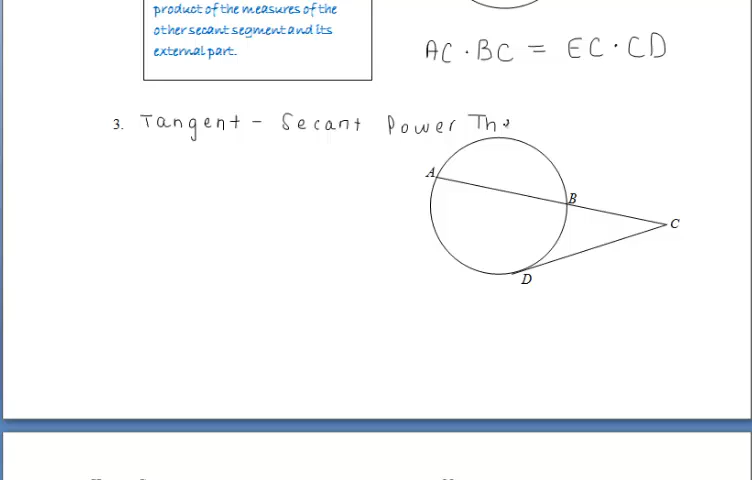 product of the measures of the
other secant segment and its
external part.
AC · BC = EC · CD
3. Tangent - Secant Power Th
A
B
C
D